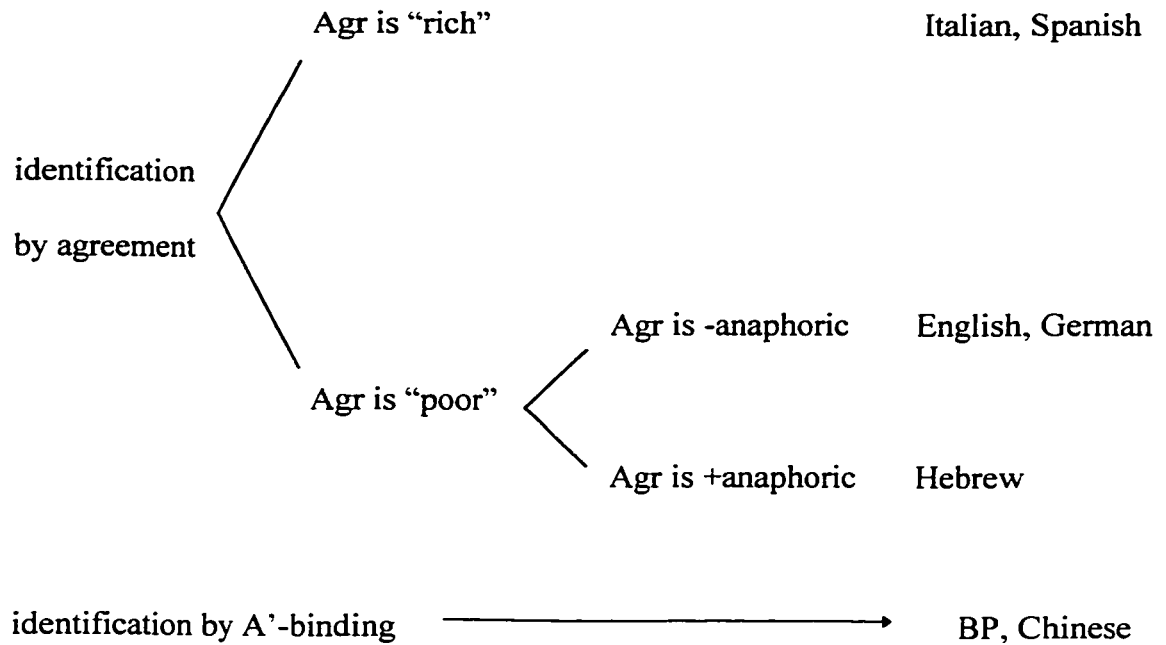 Agr is “rich” Italian, Spanish
identification
by agreement
Agr is -anaphoric English, German
Agr is “poor”
Agr is +anaphoric Hebrew
identification by A’-binding BP, Chinese